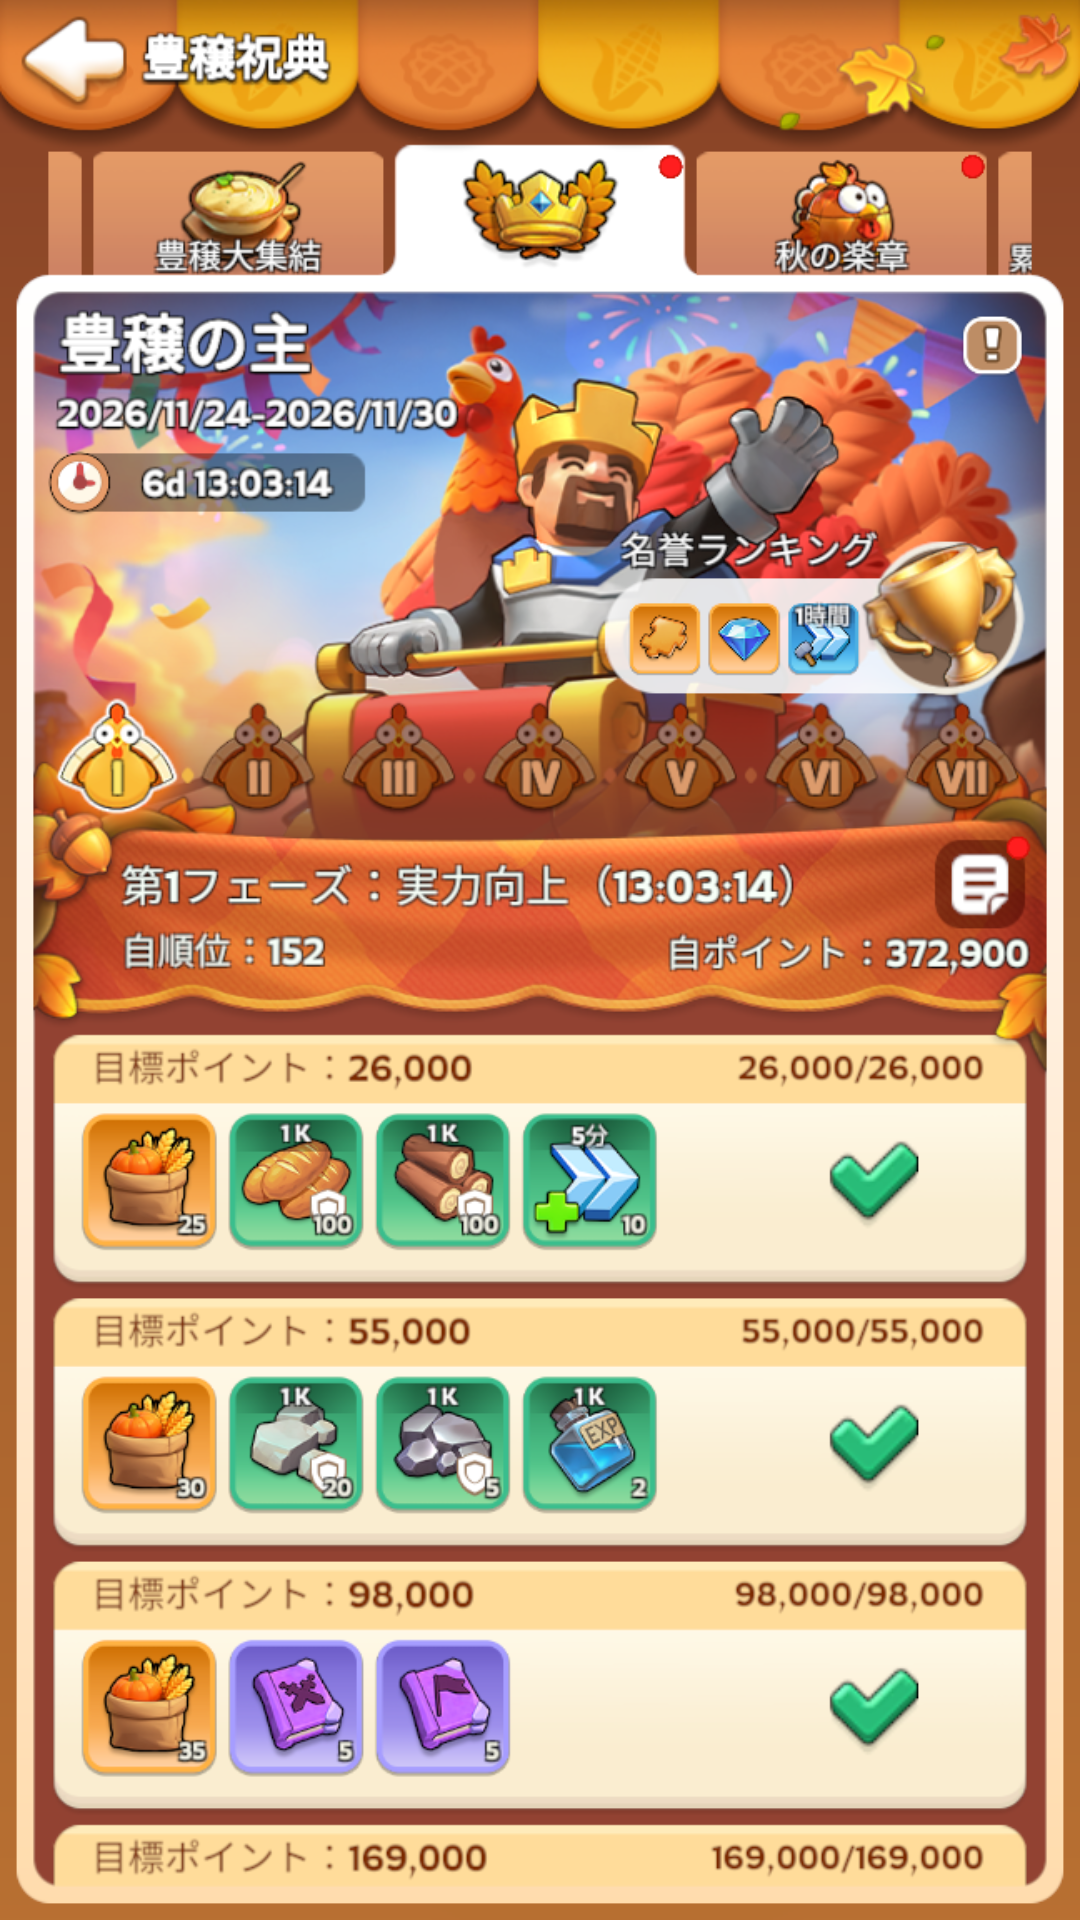 豊穣祝典
豊穣大集結
秋の楽章
累
豊穣の主
2026/11/24-2026/11/30
6d 13:03:14
名誉ランキング
1時間
I II III IV V VI VII
第1フェーズ：実力向上（13:03:14）
自順位：152
自ポイント：372,900
目標ポイント：26,000
26,000/26,000
25
1K 100
1K 100
5分 10
目標ポイント：55,000
55,000/55,000
30
1K 20
1K 5
1K EXP 2
目標ポイント：98,000
98,000/98,000
35
5
5
目標ポイント：169,000
169,000/169,000